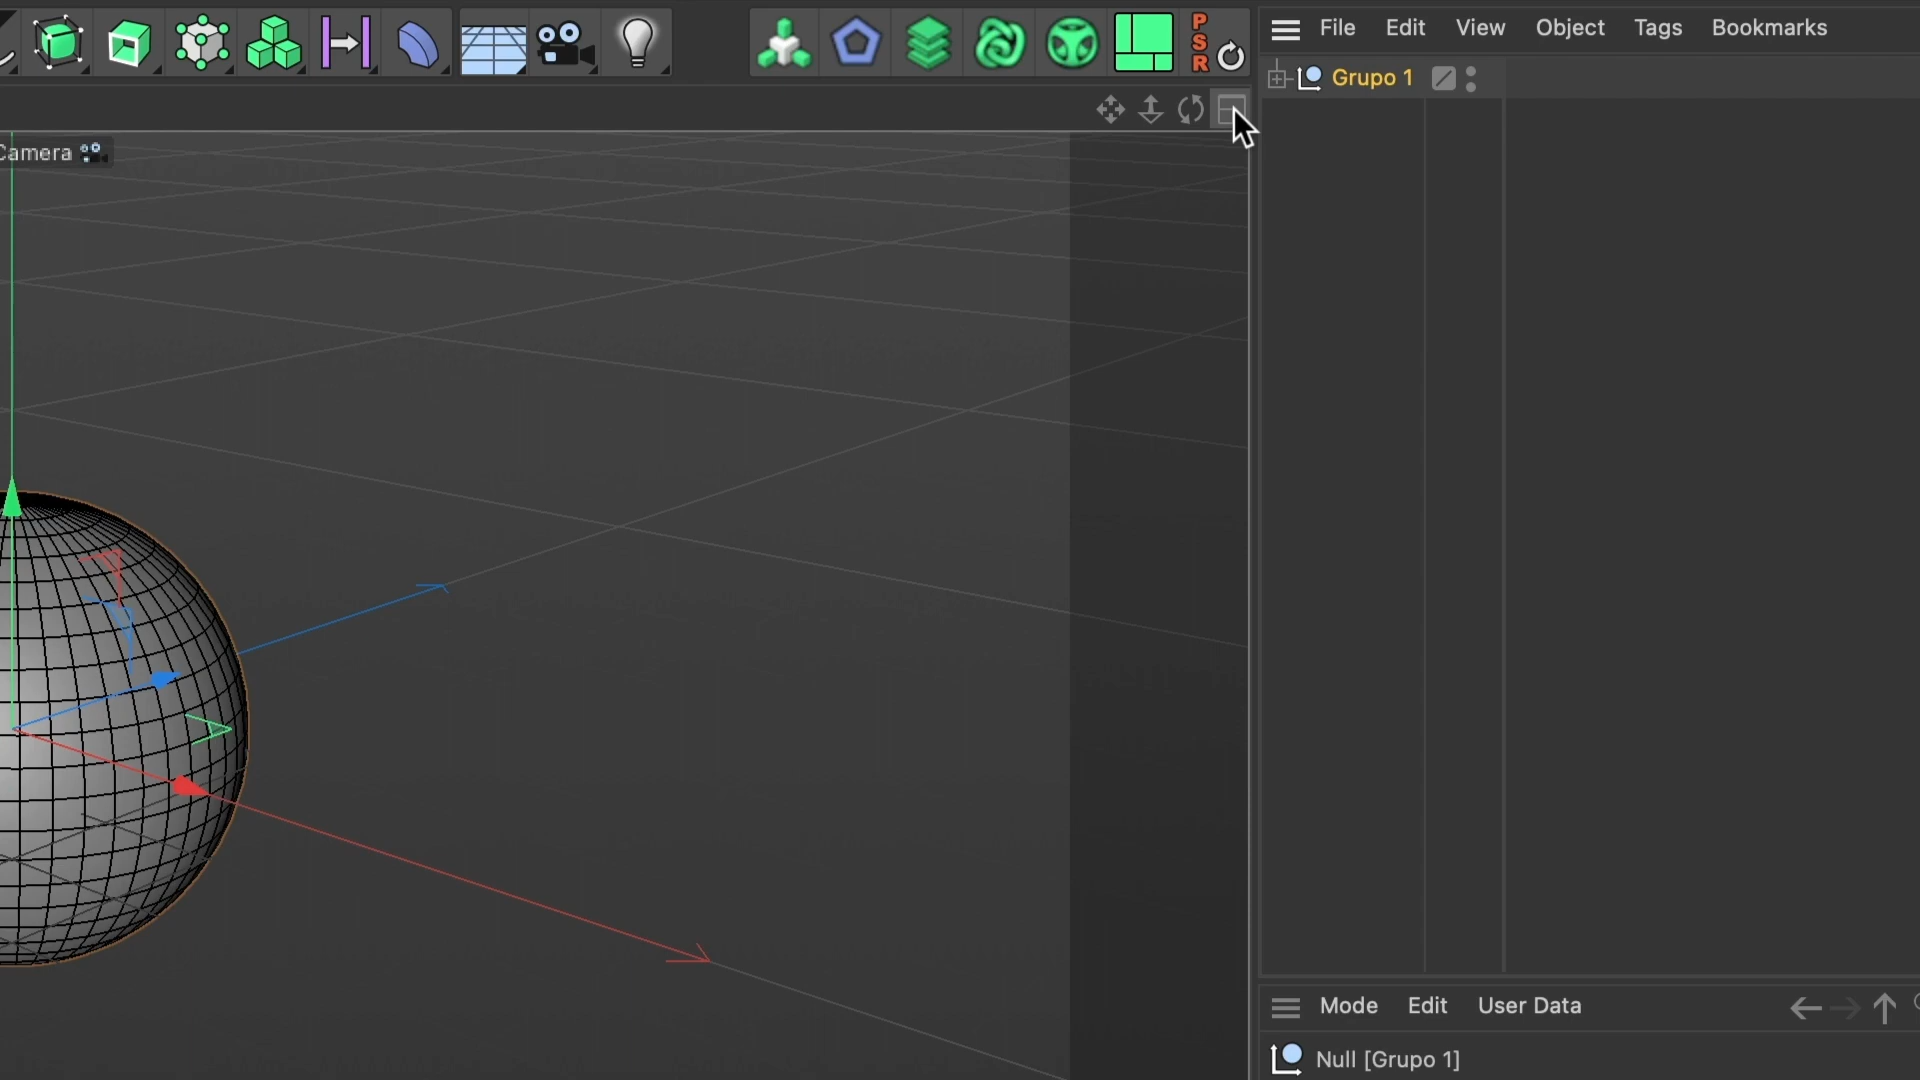 P
S
R
File Edit View Object Tags Bookmarks
Grupo 1
Camera
Mode Edit User Data
Null [Grupo 1]